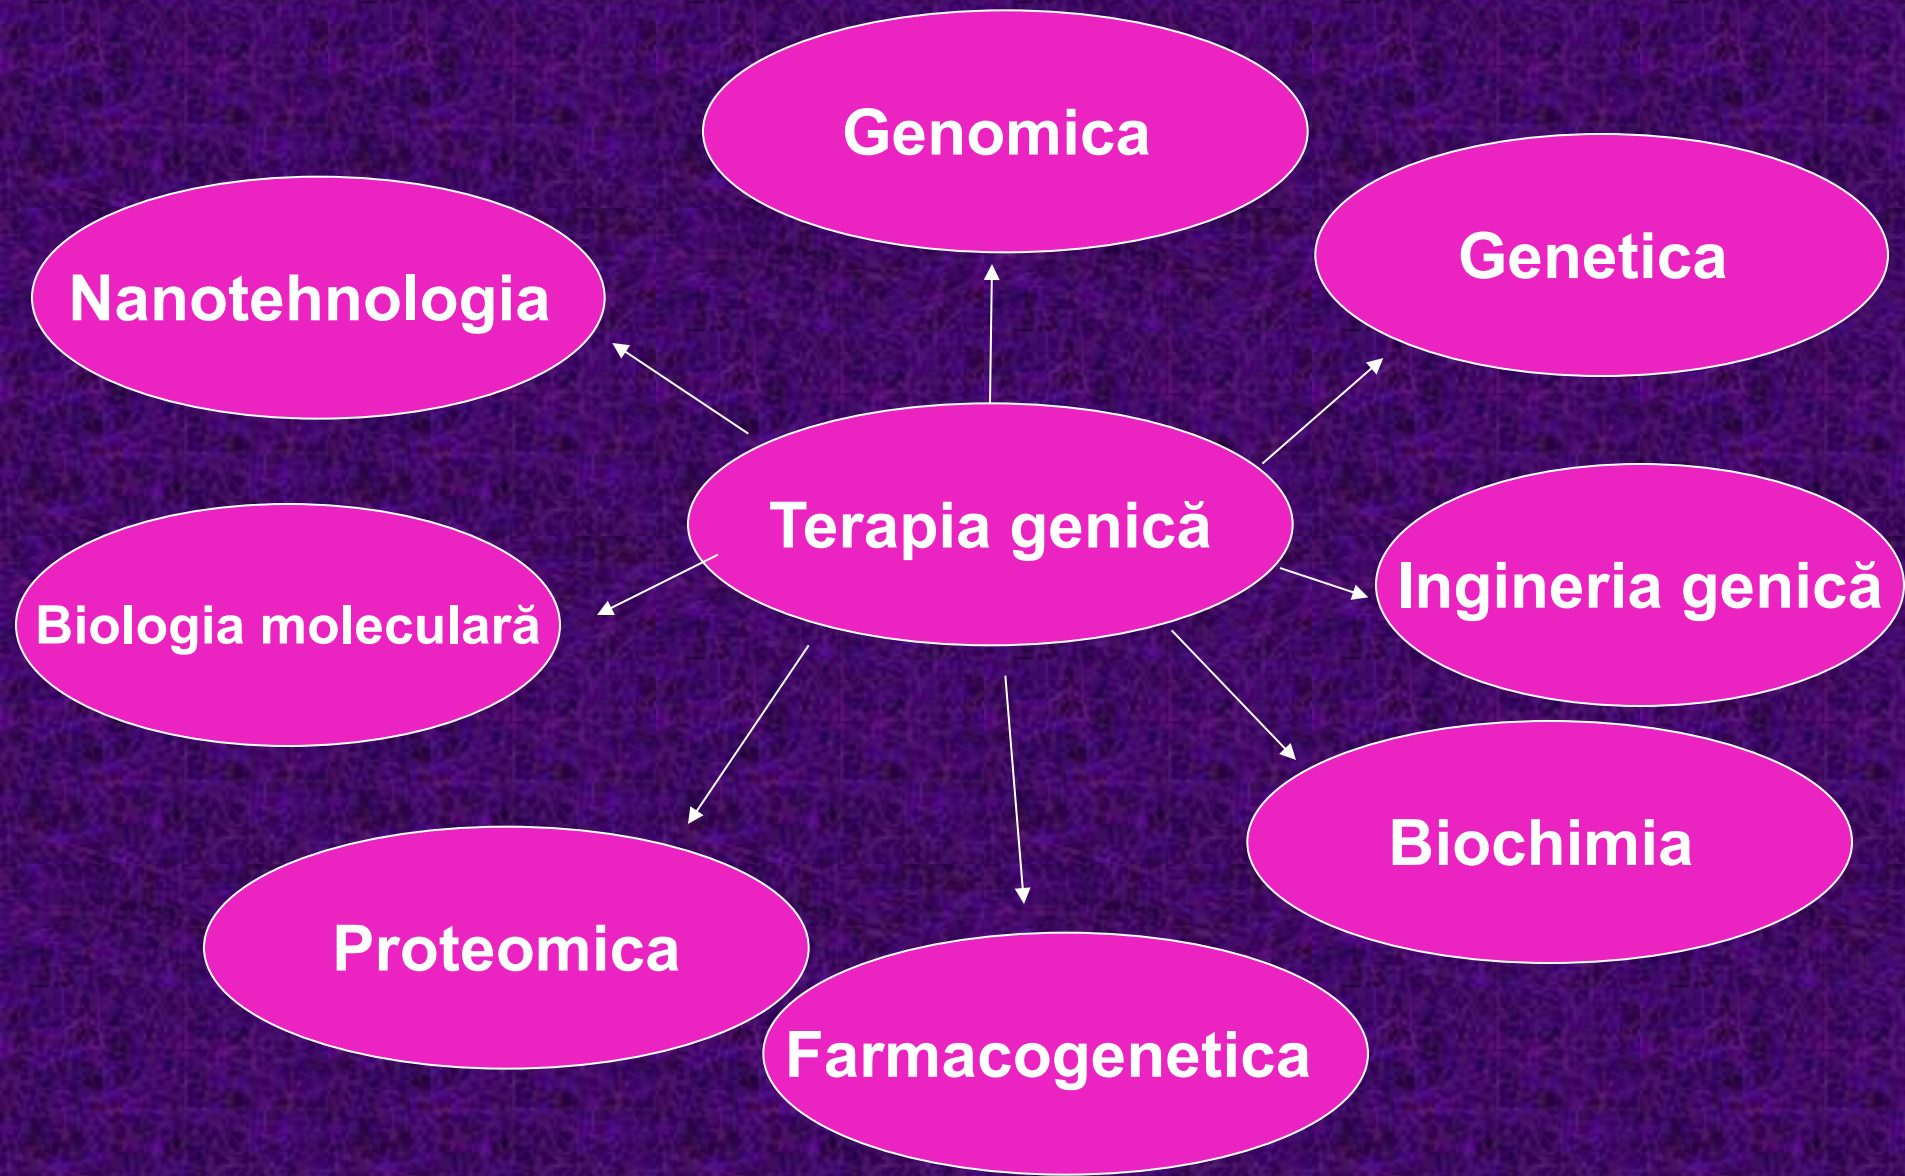 Genomica
Genetica
Nanotehnologia
Terapia genică
Ingineria genică
Biologia moleculară
Biochimia
Proteomica
Farmacogenetica